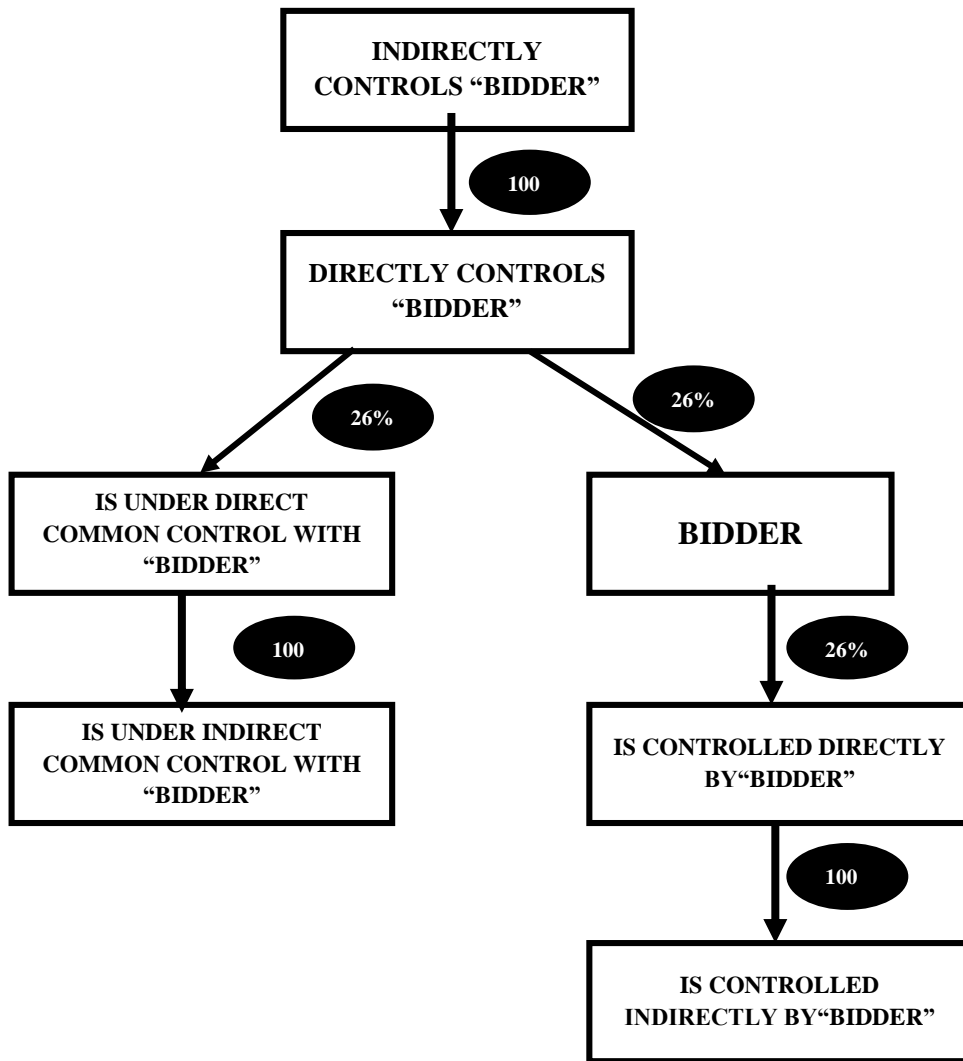 INDIRECTLY
CONTROLS “BIDDER”
100
DIRECTLY CONTROLS
“BIDDER”
26%
26%
IS UNDER DIRECT
COMMON CONTROL WITH
“BIDDER”
BIDDER
100
26%
IS UNDER INDIRECT
COMMON CONTROL WITH
“BIDDER”
IS CONTROLLED DIRECTLY
BY“BIDDER”
100
IS CONTROLLED
INDIRECTLY BY“BIDDER”